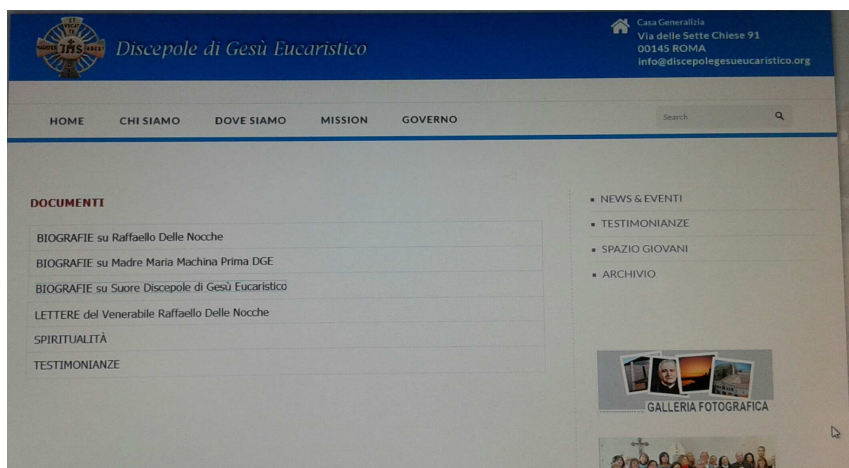 IHS
Discepole di Gesù Eucaristico
Casa Generalizia
Via delle Sette Chiese 91
00145 ROMA
info@discepolegesueucaristico.org
HOME CHI SIAMO DOVE SIAMO MISSION GOVERNO
Search
DOCUMENTI
BIOGRAFIE su Raffaello Delle Nocche
BIOGRAFIE su Madre Maria Machina Prima DGE
BIOGRAFIE su Suore Discepole di Gesù Eucaristico
LETTERE del Venerabile Raffaello Delle Nocche
SPIRITUALITÀ
TESTIMONIANZE
NEWS & EVENTI
TESTIMONIANZE
SPAZIO GIOVANI
ARCHIVIO
GALLERIA FOTOGRAFICA